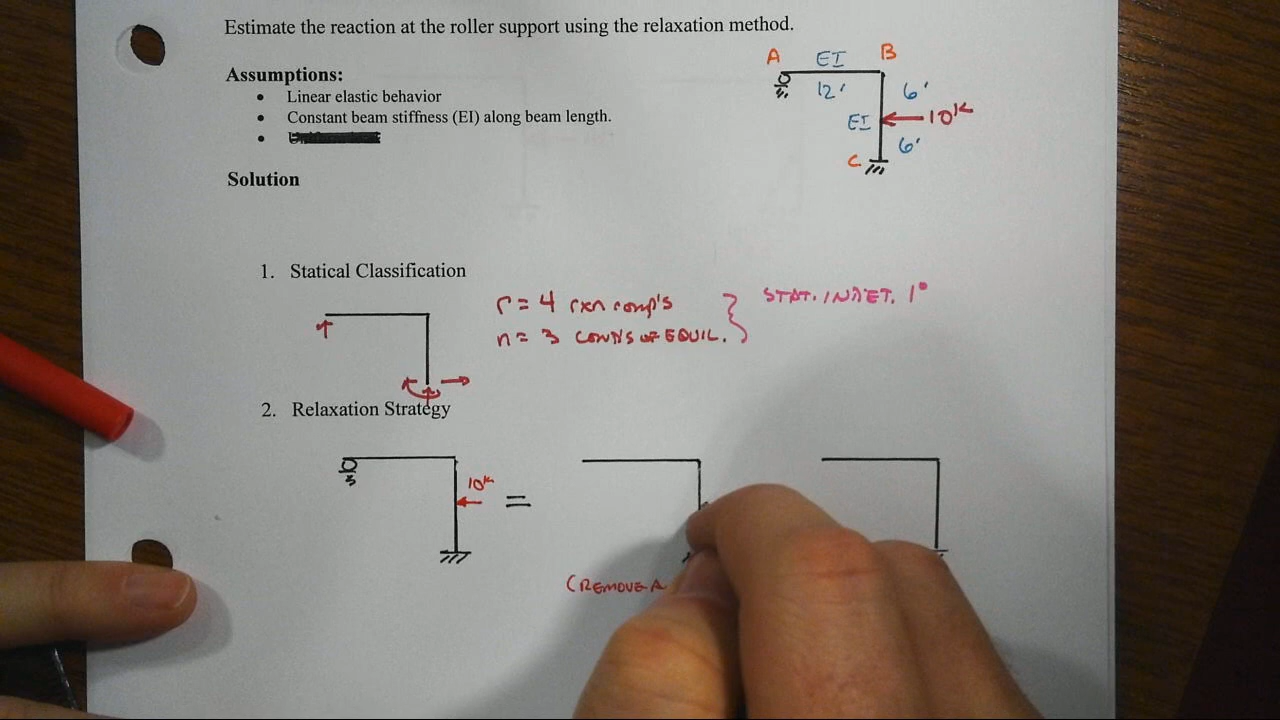 Estimate the reaction at the roller support using the relaxation method.
A EI B
Assumptions:
12' 6'
• Linear elastic behavior
• Constant beam stiffness (EI) along beam length.
EI 10K
6'
C
Solution
1. Statical Classification
r = 4 rxn comp's
n = 3 CONN'S OF EQUIL.
STAT. INDET. 1°
2. Relaxation Strategy
10K
=
(REMOVE A